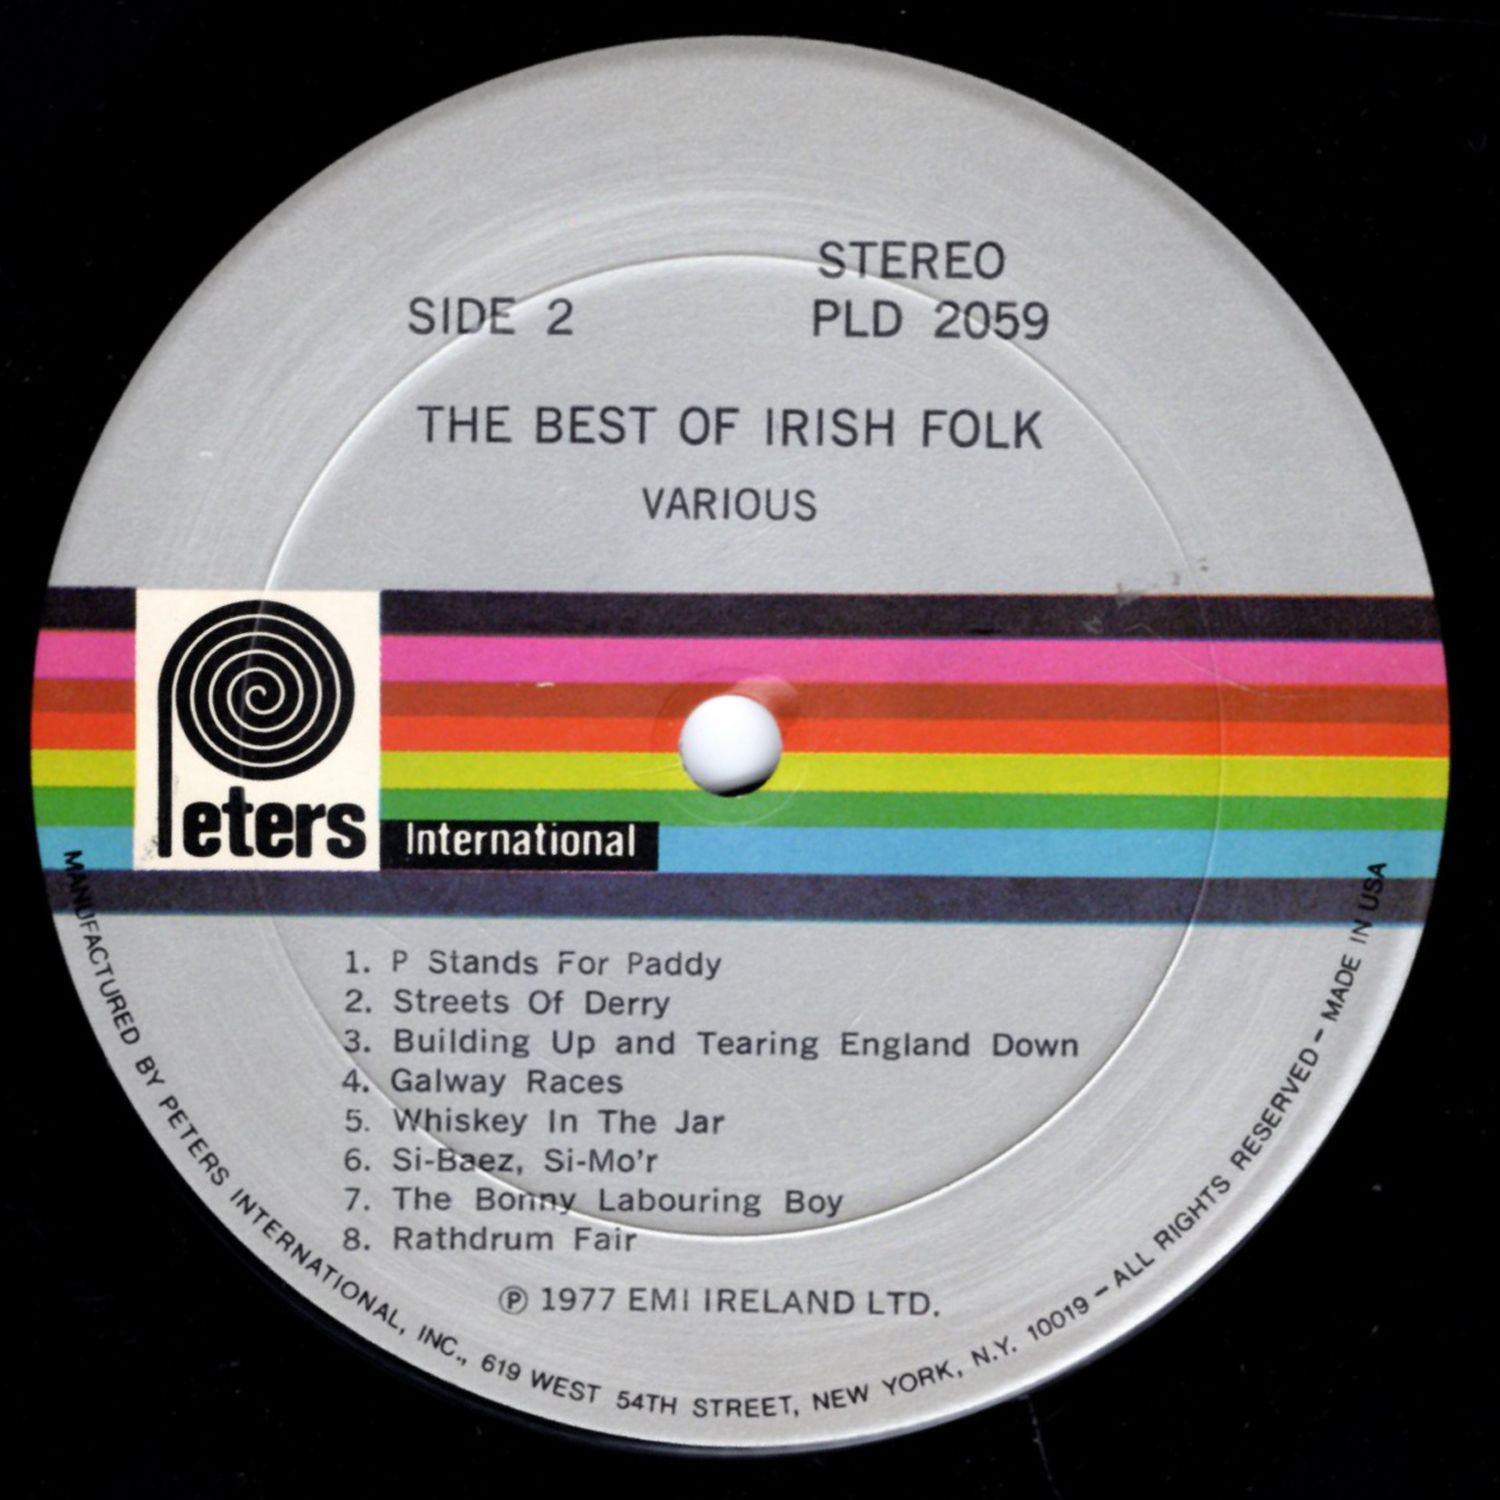 STEREO
SIDE 2 PLD 2059
THE BEST OF IRISH FOLK
VARIOUS
Peters
International
1. P Stands For Paddy
2. Streets Of Derry
3. Building Up and Tearing England Down
4. Galway Races
5. Whiskey In The Jar
6. Si-Baez, Si-Mo'r
7. The Bonny Labouring Boy
8. Rathdrum Fair
℗ 1977 EMI IRELAND LTD.
MANUFACTURED BY PETERS INTERNATIONAL, INC., 619 WEST 54TH STREET, NEW YORK, N.Y. 10019 – ALL RIGHTS RESERVED – MADE IN USA